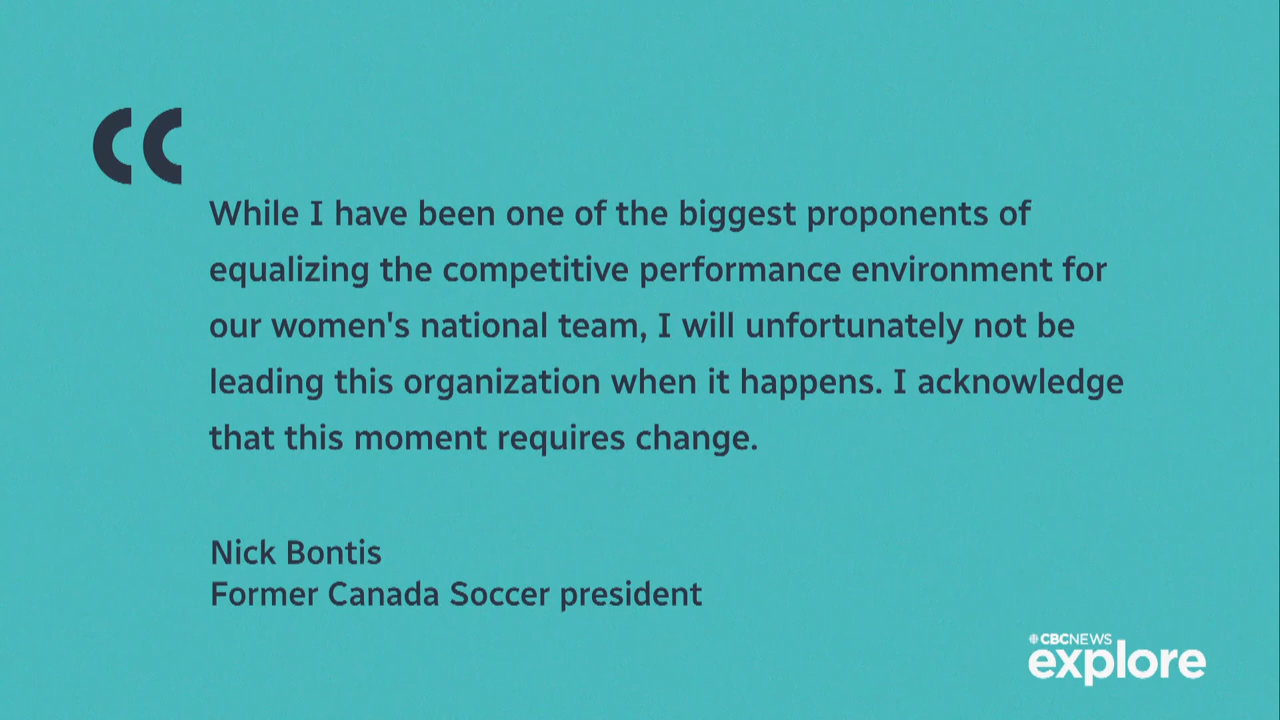 While I have been one of the biggest proponents of
equalizing the competitive performance environment for
our women's national team, I will unfortunately not be
leading this organization when it happens. I acknowledge
that this moment requires change.
Nick Bontis
Former Canada Soccer president
CBCNEWS
explore